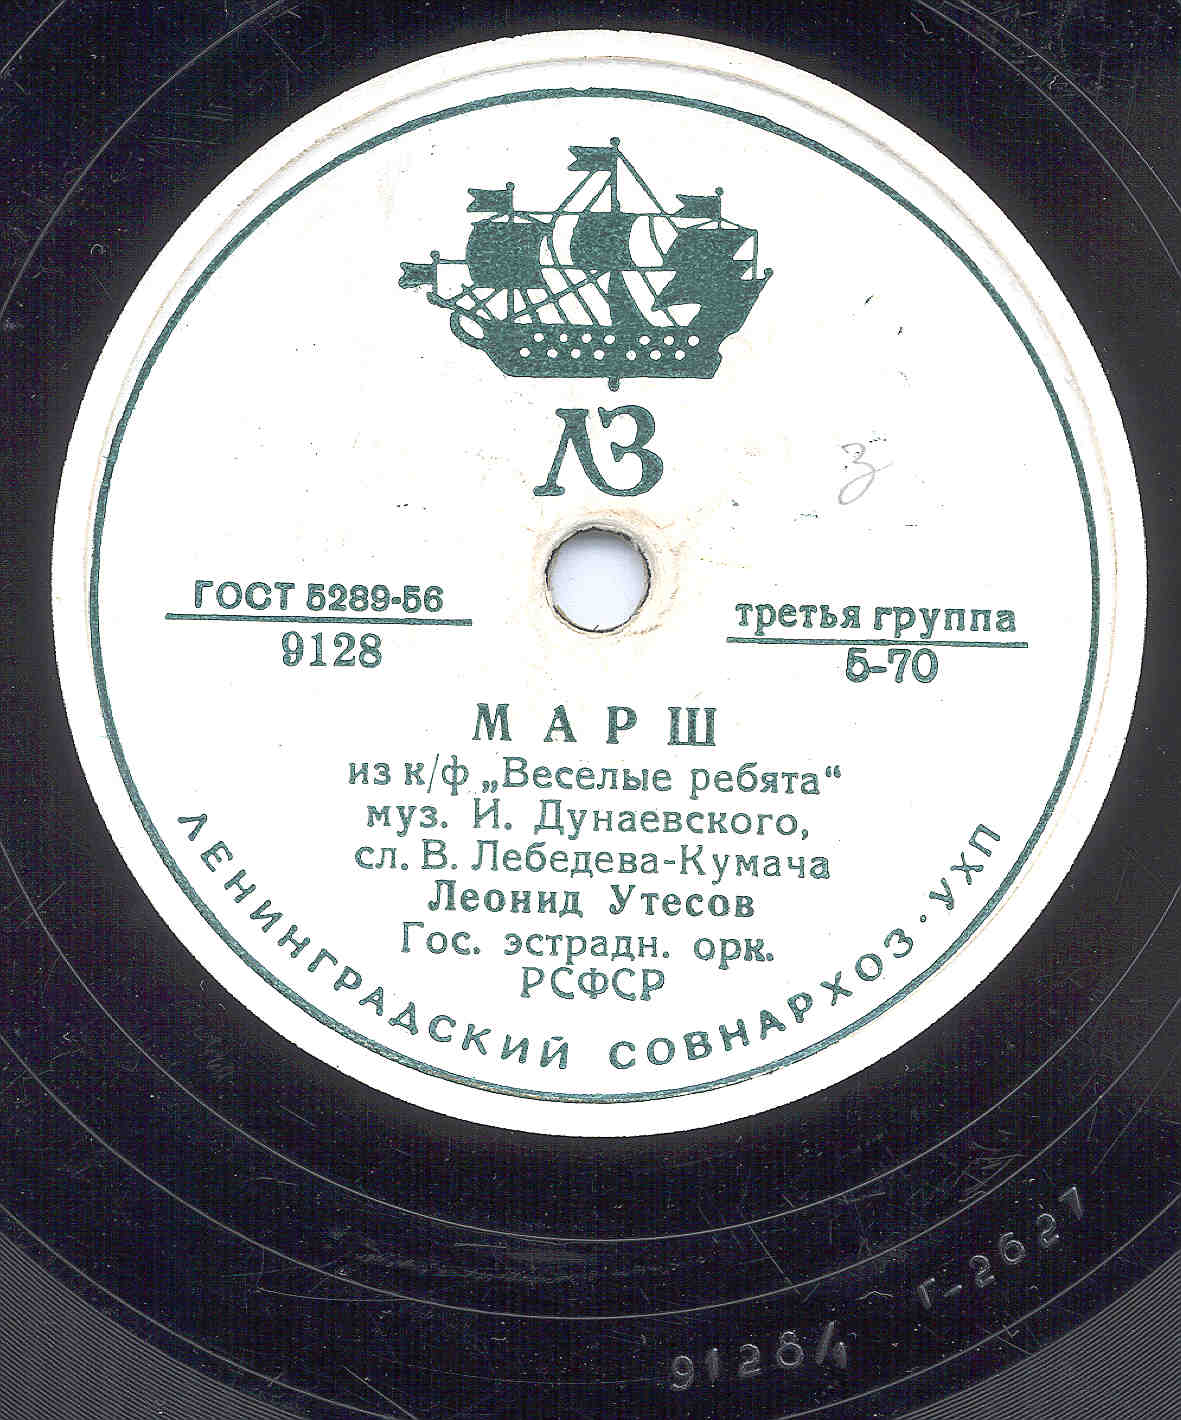 ЛЗ
ГОСТ 5289-56
9128
третья группа
5-70
МАРШ
из к/ф „Веселые ребята“
муз. И. Дунаевского,
сл. В. Лебедева-Кумача
Леонид Утесов
Гос. эстрадн. орк.
РСФСР
ЛЕНИНГРАДСКИЙ СОВНАРХОЗ · УХП
з
Г-2627
9128/1